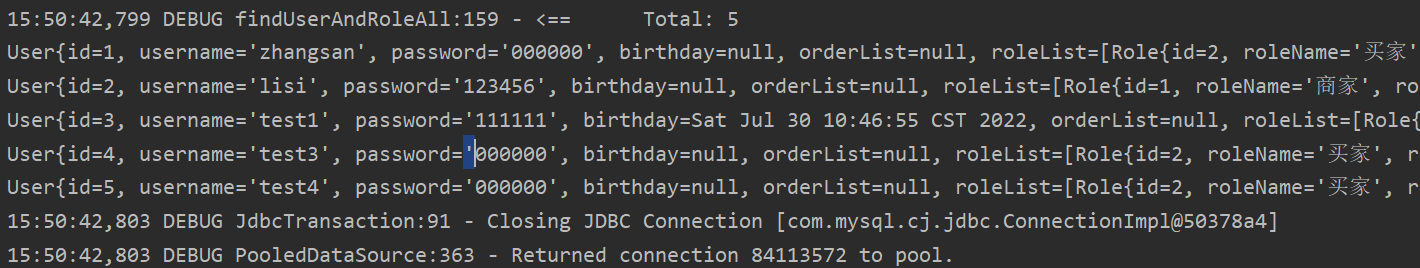 15:50:42,799 DEBUG findUserAndRoleAll:159 - <==      Total: 5
User{id=1, username='zhangsan', password='000000', birthday=null, orderList=null, roleList=[Role{id=2, roleName='买家'
User{id=2, username='lisi', password='123456', birthday=null, orderList=null, roleList=[Role{id=1, roleName='商家', ro
User{id=3, username='test1', password='111111', birthday=Sat Jul 30 10:46:55 CST 2022, orderList=null, roleList=[Role{
User{id=4, username='test3', password='000000', birthday=null, orderList=null, roleList=[Role{id=2, roleName='买家', r
User{id=5, username='test4', password='000000', birthday=null, orderList=null, roleList=[Role{id=2, roleName='买家', r
15:50:42,803 DEBUG JdbcTransaction:91 - Closing JDBC Connection [com.mysql.cj.jdbc.ConnectionImpl@50378a4]
15:50:42,803 DEBUG PooledDataSource:363 - Returned connection 84113572 to pool.